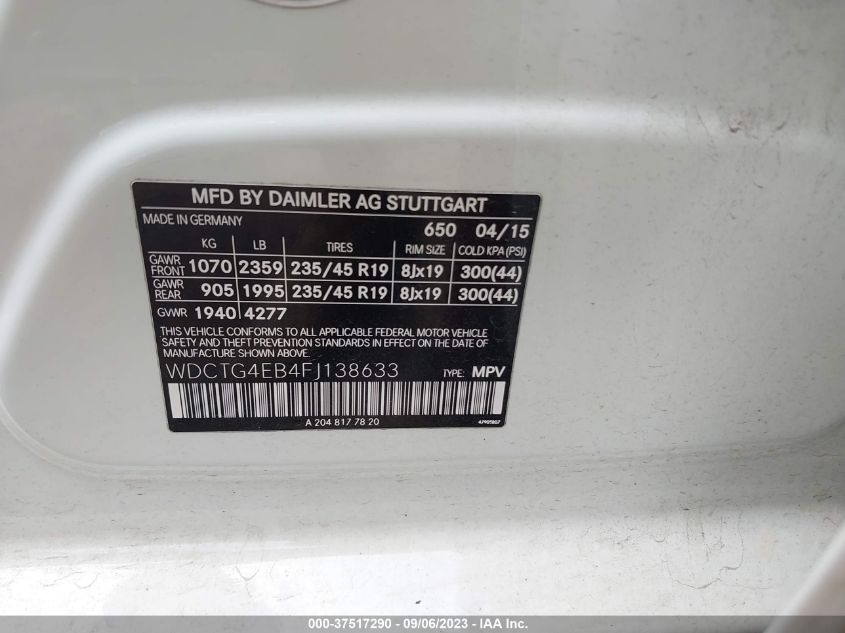 MFD BY DAIMLER AG STUTTGART
MADE IN GERMANY 650 04/15
KG LB TIRES RIM SIZE COLD KPA(PSI)
GAWR FRONT 1070 2359 235/45 R19 8Jx19 300(44)
GAWR REAR 905 1995 235/45 R19 8Jx19 300(44)
GVWR 1940 4277
THIS VEHICLE CONFORMS TO ALL APPLICABLE FEDERAL MOTOR VEHICLE
SAFETY AND THEFT PREVENTION STANDARDS IN EFFECT ON THE DATE OF
MANUFACTURE SHOWN ABOVE.
WDCTG4EB4FJ138633 TYPE: MPV
A 204 817 78 20
000-37517290 - 09/06/2023 - IAA Inc.